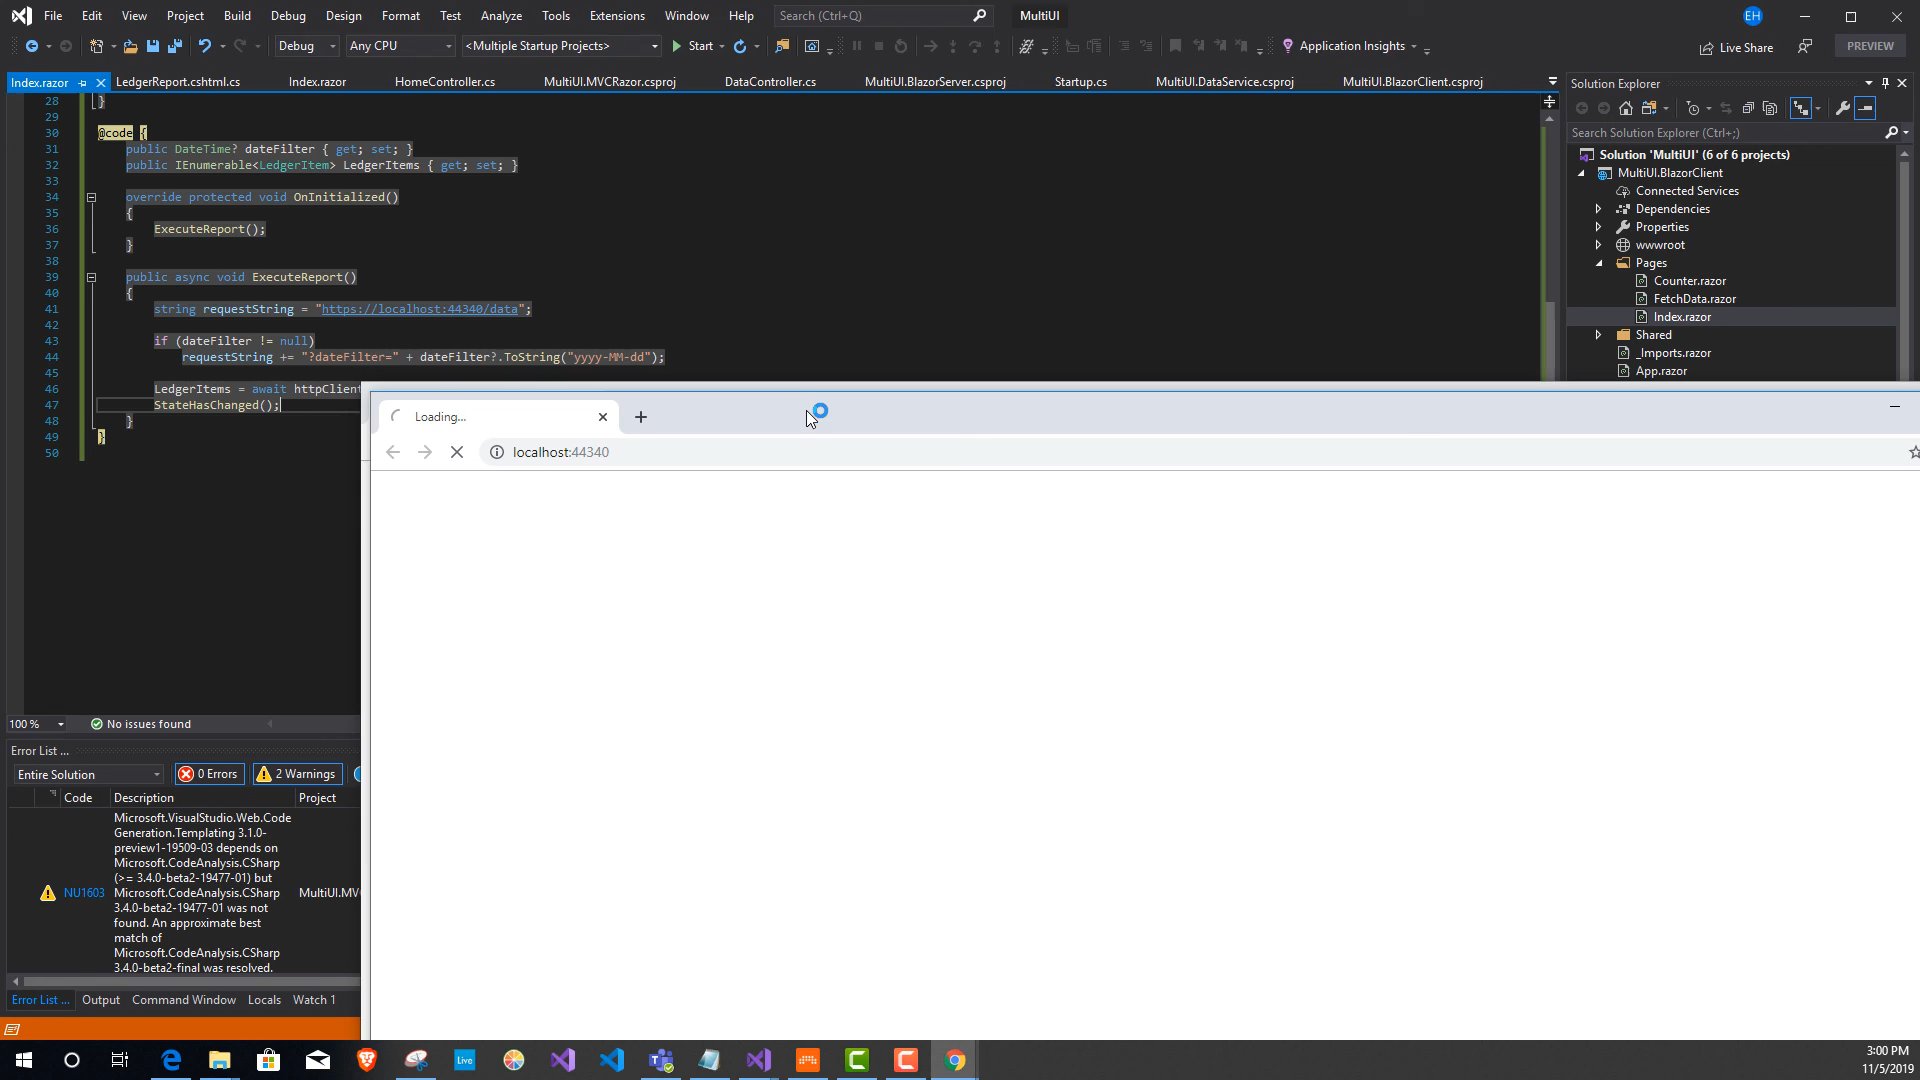 File Edit View Project Build Debug Design Format Test Analyze Tools Extensions Window Help Search (Ctrl+Q) MultiUI EH
Debug Any CPU <Multiple Startup Projects> Start Application Insights Live Share PREVIEW
Index.razor LedgerReport.cshtml.cs Index.razor HomeController.cs MultiUI.MVCRazor.csproj DataController.cs MultiUI.BlazorServer.csproj Startup.cs MultiUI.DataService.csproj MultiUI.BlazorClient.csproj
28 }
29
30 @code {
31 public DateTime? dateFilter { get; set; }
32 public IEnumerable<LedgerItem> LedgerItems { get; set; }
33
34 override protected void OnInitialized()
35 {
36 ExecuteReport();
37 }
38
39 public async void ExecuteReport()
40 {
41 string requestString = "https://localhost:44340/data";
42
43 if (dateFilter != null)
44 requestString += "?dateFilter=" + dateFilter?.ToString("yyyy-MM-dd");
45
46 LedgerItems = await httpClient
47 StateHasChanged();
48 }
49 }
50
100 % No issues found
Error List ...
Entire Solution 0 Errors 2 Warnings
Code Description Project
NU1603
Microsoft.VisualStudio.Web.Code
Generation.Templating 3.1.0-
preview1-19509-03 depends on
Microsoft.CodeAnalysis.CSharp
(>= 3.4.0-beta2-19477-01) but
Microsoft.CodeAnalysis.CSharp
3.4.0-beta2-19477-01 was not
found. An approximate best
match of
Microsoft.CodeAnalysis.CSharp
3.4.0-beta2-final was resolved.
MultiUI.MV
Error List ... Output Command Window Locals Watch 1
Loading...
localhost:44340
Solution Explorer
Search Solution Explorer (Ctrl+;)
Solution 'MultiUI' (6 of 6 projects)
MultiUI.BlazorClient
Connected Services
Dependencies
Properties
wwwroot
Pages
Counter.razor
FetchData.razor
Index.razor
Shared
_Imports.razor
App.razor
Live
3:00 PM
11/5/2019